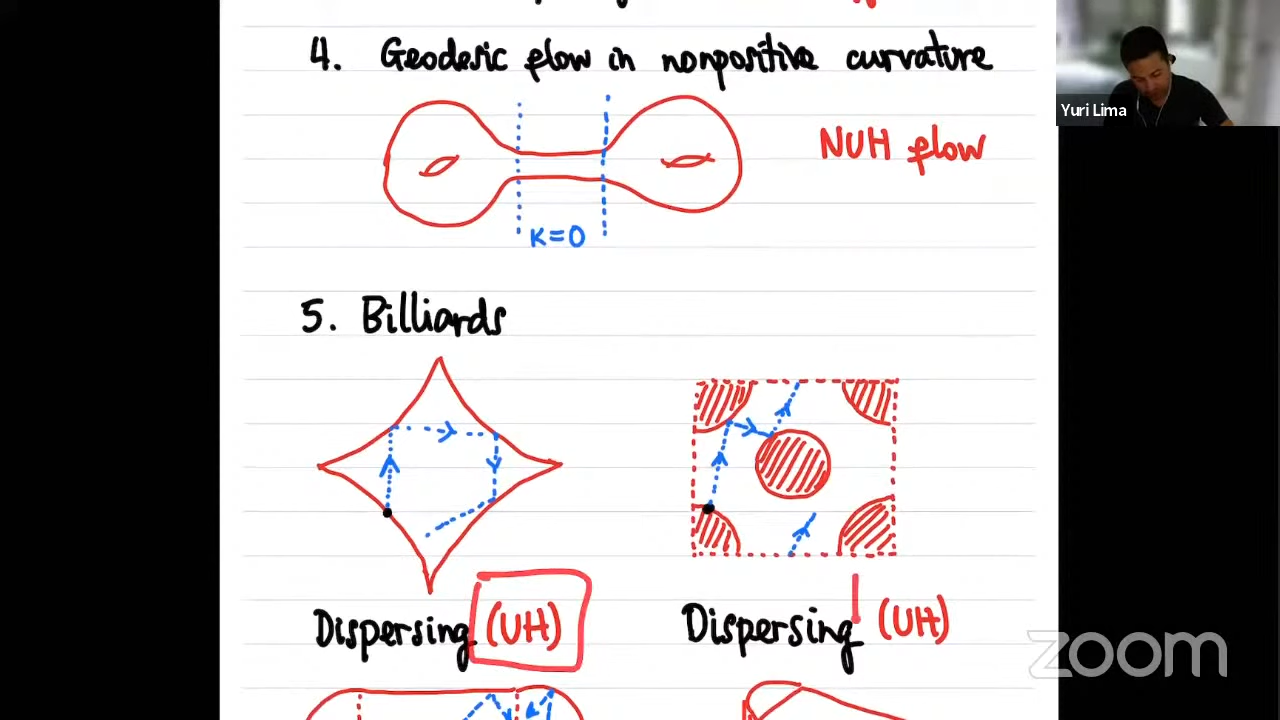 4. Geodesic flow in nonpositive curvature
Yuri Lima
NUH flow
K=0
5. Billiards
Dispersing (UH)
Dispersing (UH)
zoom